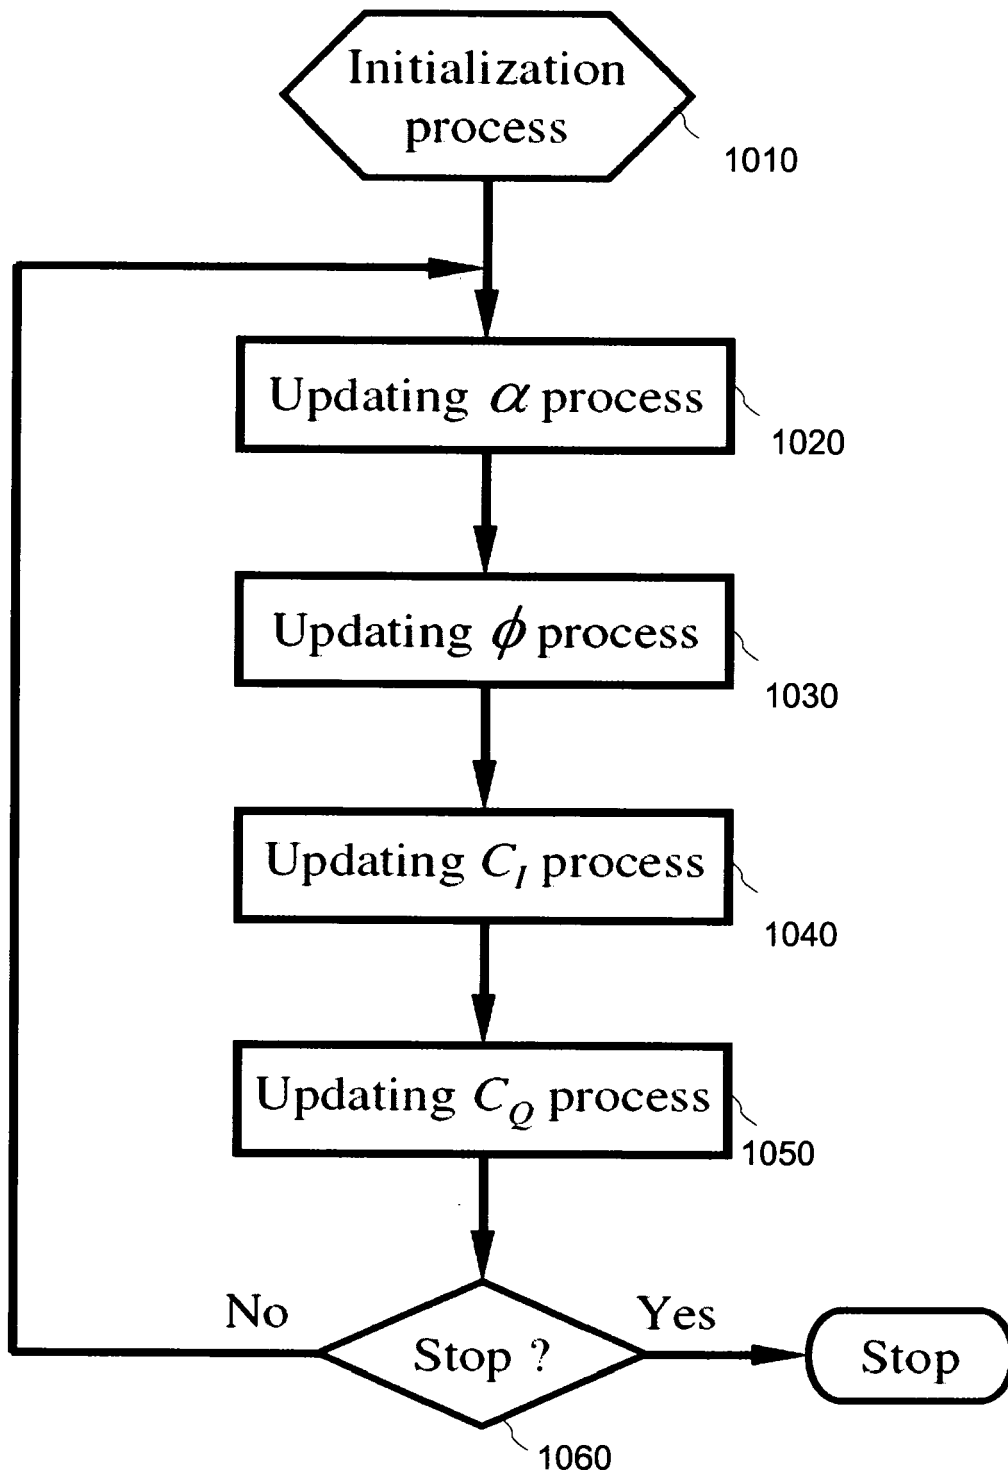 Initialization
process
1010
Updating α process
1020
Updating ϕ process
1030
Updating C_I process
1040
Updating C_Q process
1050
No
Stop ?
Yes
Stop
1060